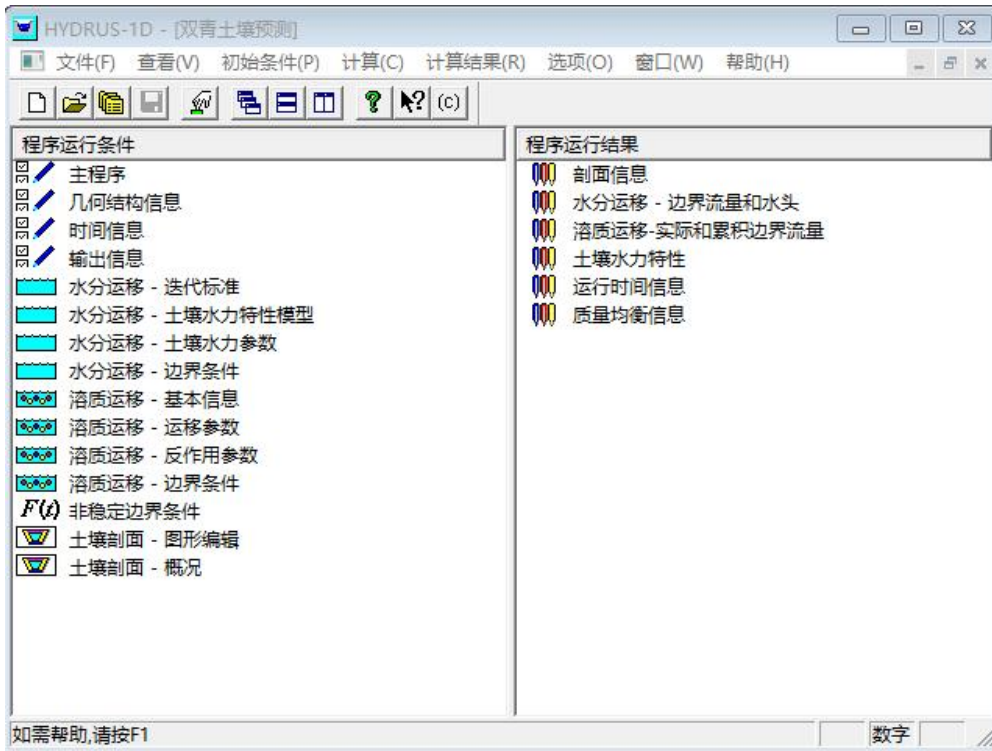 HYDRUS-1D - [双青土壤预测]
文件(F) 查看(V) 初始条件(P) 计算(C) 计算结果(R) 选项(O) 窗口(W) 帮助(H)
(C)
程序运行条件
主程序
几何结构信息
时间信息
输出信息
水分运移 - 迭代标准
水分运移 - 土壤水力特性模型
水分运移 - 土壤水力参数
水分运移 - 边界条件
溶质运移 - 基本信息
溶质运移 - 运移参数
溶质运移 - 反作用参数
溶质运移 - 边界条件
F(t) 非稳定边界条件
土壤剖面 - 图形编辑
土壤剖面 - 概况
程序运行结果
剖面信息
水分运移 - 边界流量和水头
溶质运移-实际和累积边界流量
土壤水力特性
运行时间信息
质量均衡信息
如需帮助,请按F1
数字